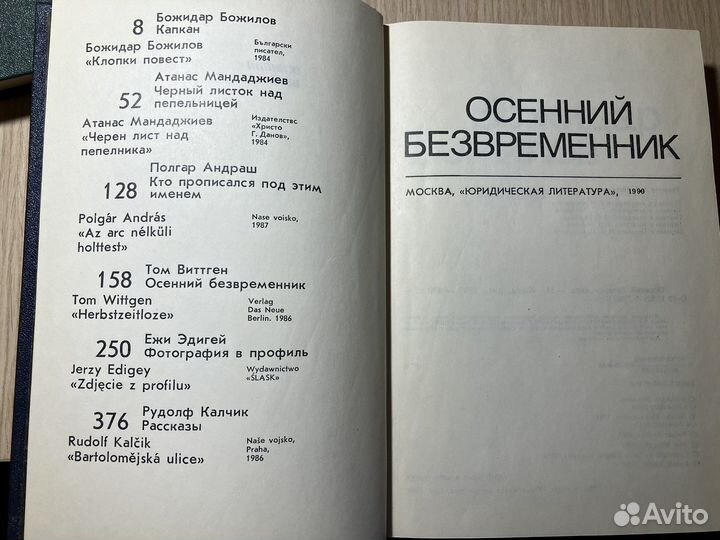 8 Божидар Божилов
Капкан
Божидар Божилов
«Клопки повест»
Български
писател,
1984
52 Атанас Мандаджиев
Черный листок над
пепельницей
Атанас Мандаджиев
«Черен лист над
пепелника»
Издателствс
«Христо
Г. Данов»,
1984
128 Полгар Андраш
Кто прописался под этим
именем
Polgár András
«Az arc nélküli
holttest»
Nase voisko,
1987
158 Том Виттген
Осенний безвременник
Tom Wittgen
«Herbstzeitloze»
Verlag
Das Neue
Berlin. 1986
250 Ежи Эдигей
Фотография в профиль
Jerzy Edigey
«Zdjęcie z profilu»
Wydawnictwo
«SLASK»
376 Рудолф Калчик
Рассказы
Rudolf Kalčik
«Bartolomějská ulice»
Naše vojsko,
Praha,
1986
ОСЕННИЙ
БЕЗВРЕМЕННИК
МОСКВА, «ЮРИДИЧЕСКАЯ ЛИТЕРАТУРА», 1990
Avito